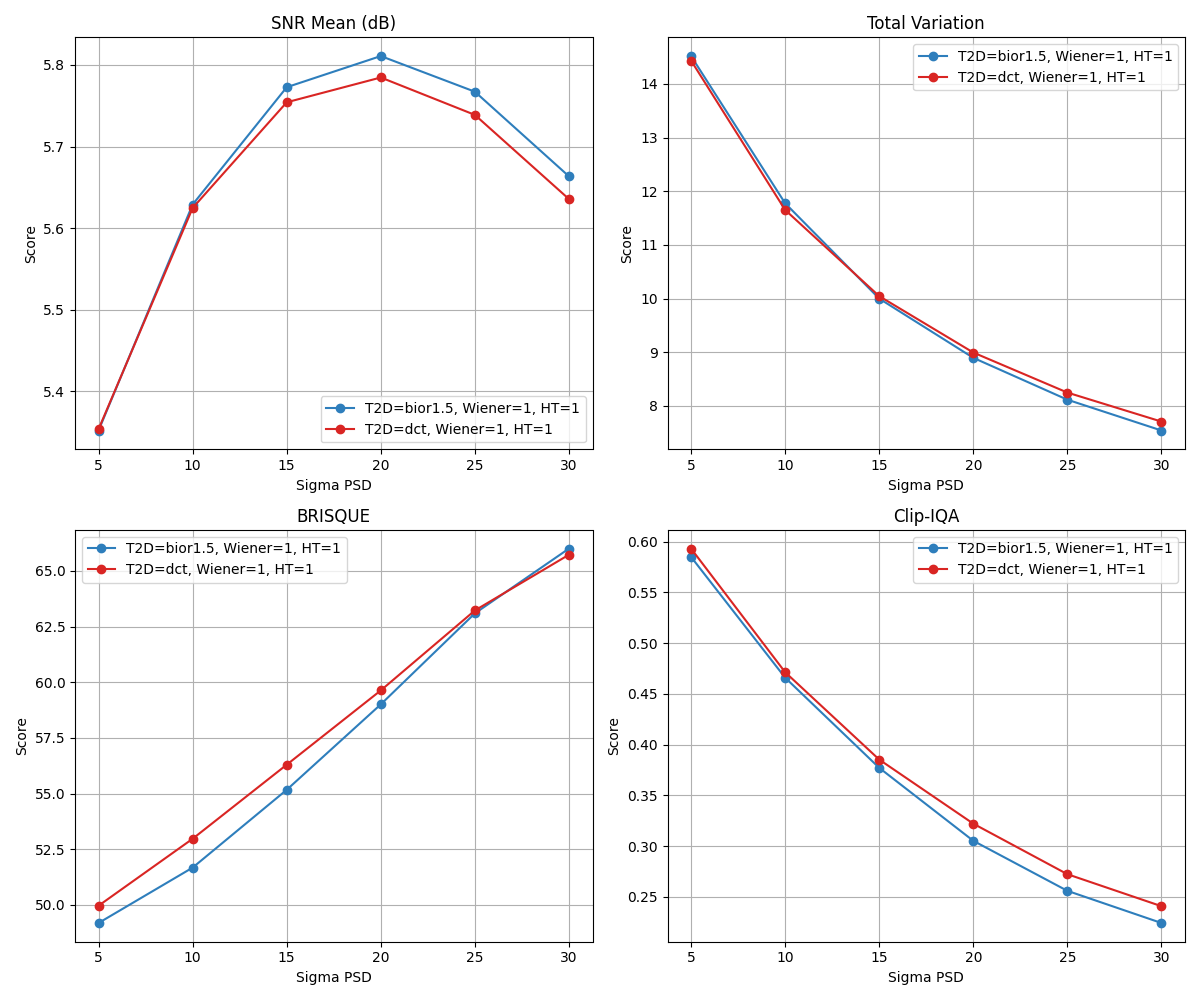 SNR Mean (dB)
5.8
5.7
5.6
5.5
5.4
Score
T2D=bior1.5, Wiener=1, HT=1
T2D=dct, Wiener=1, HT=1
5 10 15 20 25 30
Sigma PSD
Total Variation
14
13
12
11
10
9
8
Score
T2D=bior1.5, Wiener=1, HT=1
T2D=dct, Wiener=1, HT=1
5 10 15 20 25 30
Sigma PSD
BRISQUE
65.0
62.5
60.0
57.5
55.0
52.5
50.0
Score
T2D=bior1.5, Wiener=1, HT=1
T2D=dct, Wiener=1, HT=1
5 10 15 20 25 30
Sigma PSD
Clip-IQA
0.60
0.55
0.50
0.45
0.40
0.35
0.30
0.25
Score
T2D=bior1.5, Wiener=1, HT=1
T2D=dct, Wiener=1, HT=1
5 10 15 20 25 30
Sigma PSD